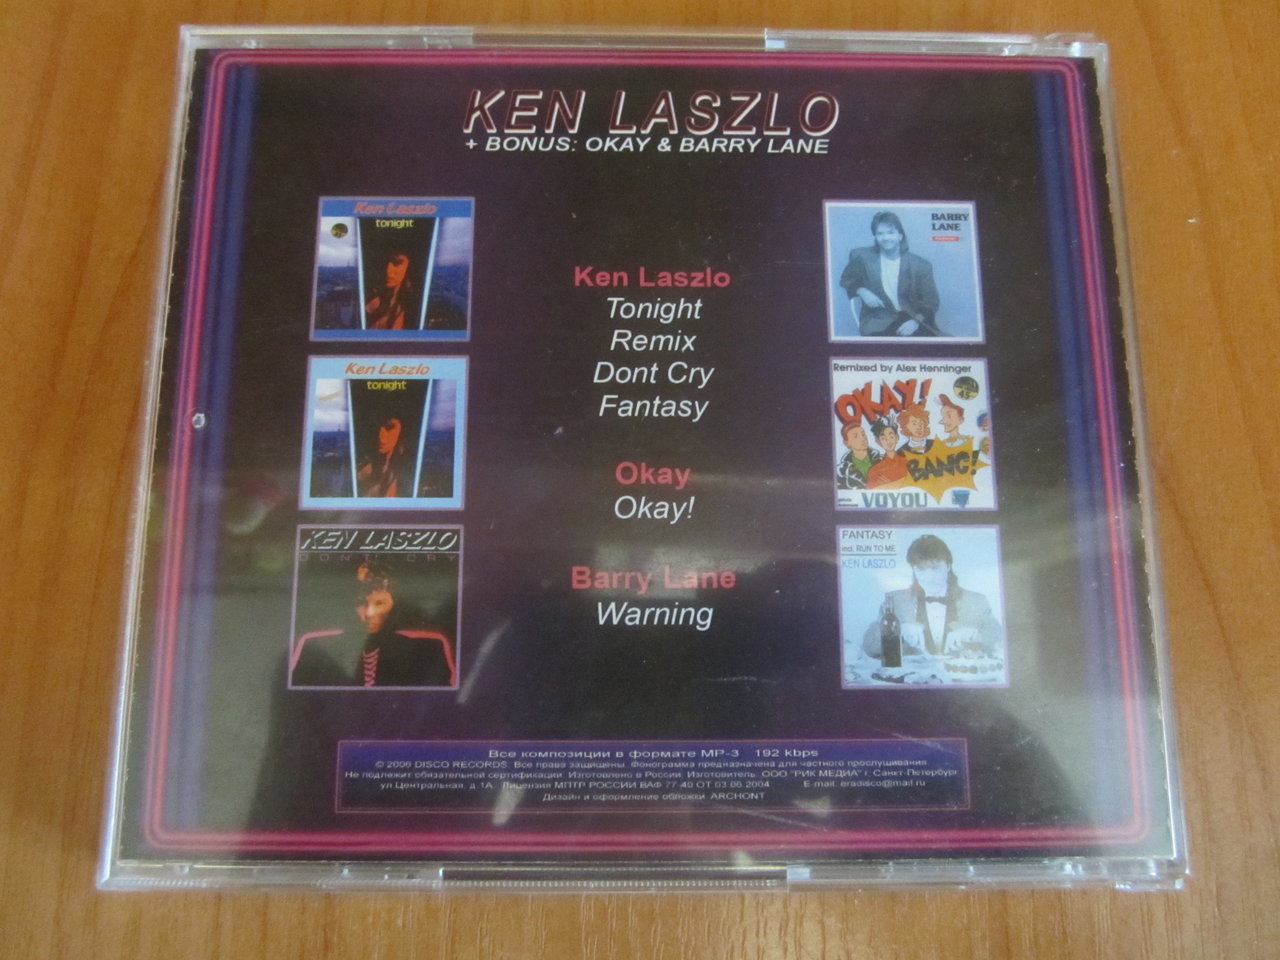 KEN LASZLO
+ BONUS: OKAY & BARRY LANE
Ken Laszlo
tonight
Ken Laszlo
tonight
KEN LASZLO
DON'T CRY
Ken Laszlo
Tonight
Remix
Dont Cry
Fantasy
Okay
Okay!
Barry Lane
Warning
BARRY
LANE
Remixed by Alex Henninger
OKAY!
45
BANG!
VOYOU
FANTASY
incl. RUN TO ME
KEN LASZLO
Все композиции в формате MP-3 192 kbps
© 2006 DISCO RECORDS. Все права защищены. Фонограмма предназначена для частного прослушивания.
Не подлежит обязательной сертификации. Изготовлено в России. Изготовитель: ООО "РИК МЕДИА" г. Санкт-Петербург
ул.Центральная, д.1А. Лицензия МПТР РОССИИ ВАФ 77-40 ОТ 03.06.2004 E-mail: eradisco@mail.ru
Дизайн и оформление обложки ARCHONT